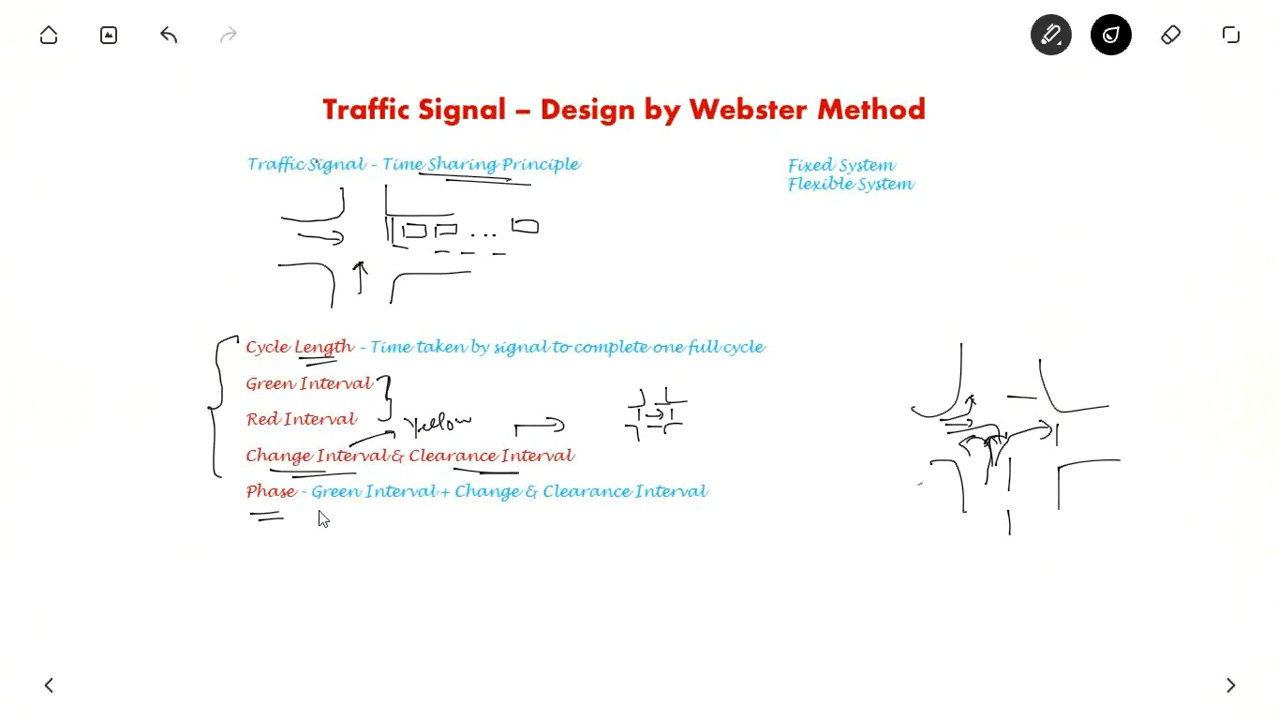 Traffic Signal – Design by Webster Method
Traffic Signal - Time Sharing Principle
Fixed System
Flexible System
Cycle Length - Time taken by signal to complete one full cycle
Green Interval
Red Interval
Yellow
Change Interval & Clearance Interval
Phase - Green Interval + Change & Clearance Interval